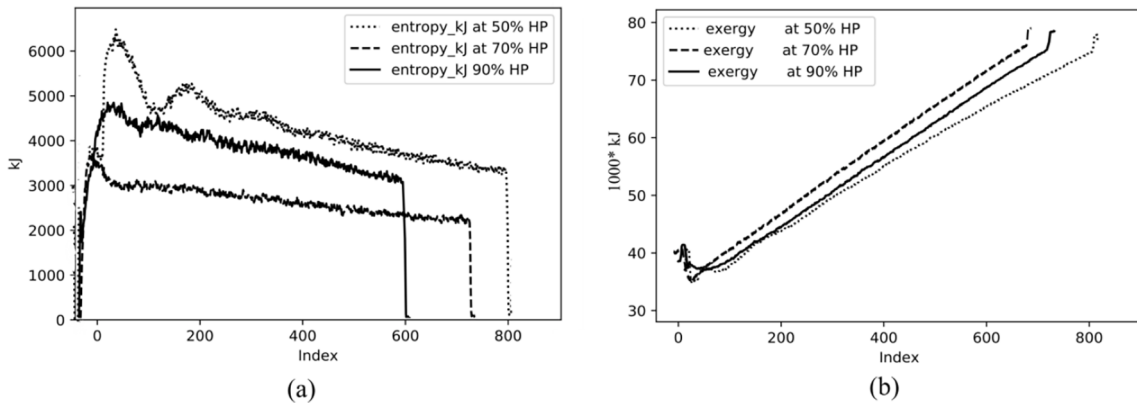 entropy_kJ at 50% HP
entropy_kJ at 70% HP
entropy_kJ 90% HP
6000
5000
4000
3000
2000
1000
0
kJ
0
200
400
600
800
Index
(a)
exergy at 50% HP
exergy at 70% HP
exergy at 90% HP
80
70
60
50
40
30
1000* kJ
0
200
400
600
800
Index
(b)